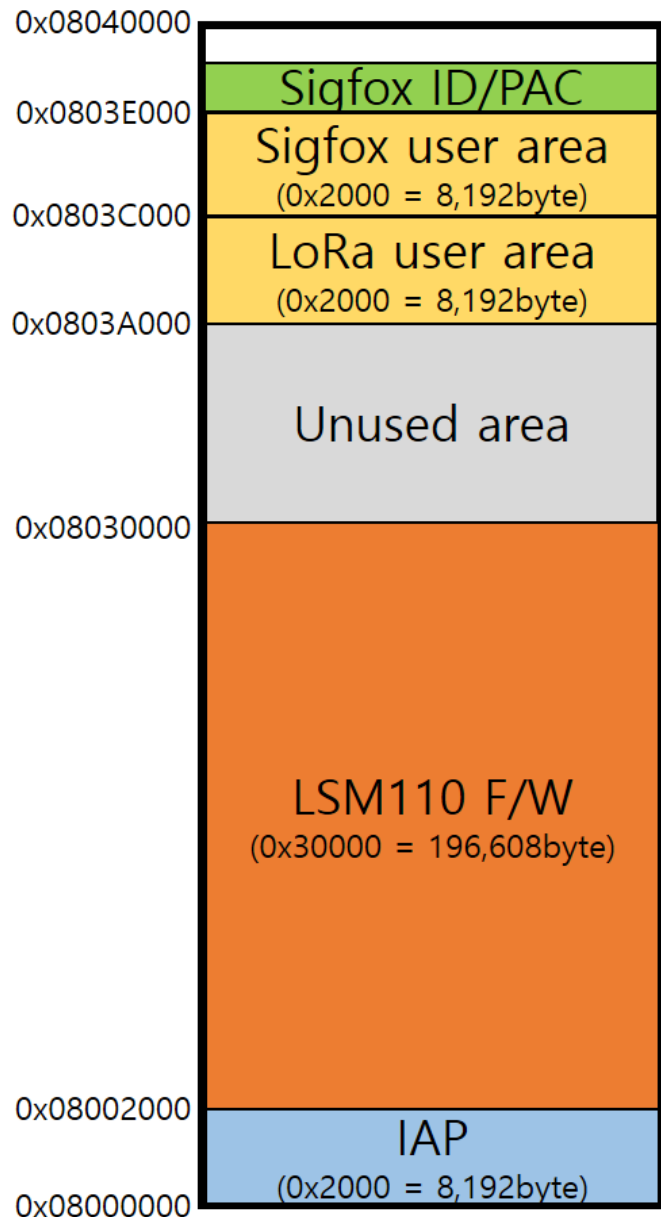 0x08040000
Sigfox ID/PAC
0x0803E000
Sigfox user area
(0x2000 = 8,192byte)
0x0803C000
LoRa user area
(0x2000 = 8,192byte)
0x0803A000
Unused area
0x08030000
LSM110 F/W
(0x30000 = 196,608byte)
0x08002000
IAP
(0x2000 = 8,192byte)
0x08000000